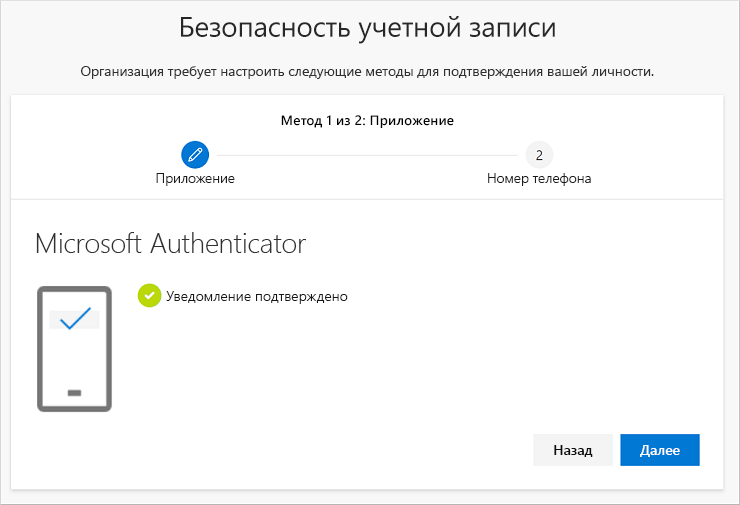 Безопасность учетной записи
Организация требует настроить следующие методы для подтверждения вашей личности.
Метод 1 из 2: Приложение
2
Приложение
Номер телефона
Microsoft Authenticator
Уведомление подтверждено
Назад
Далее